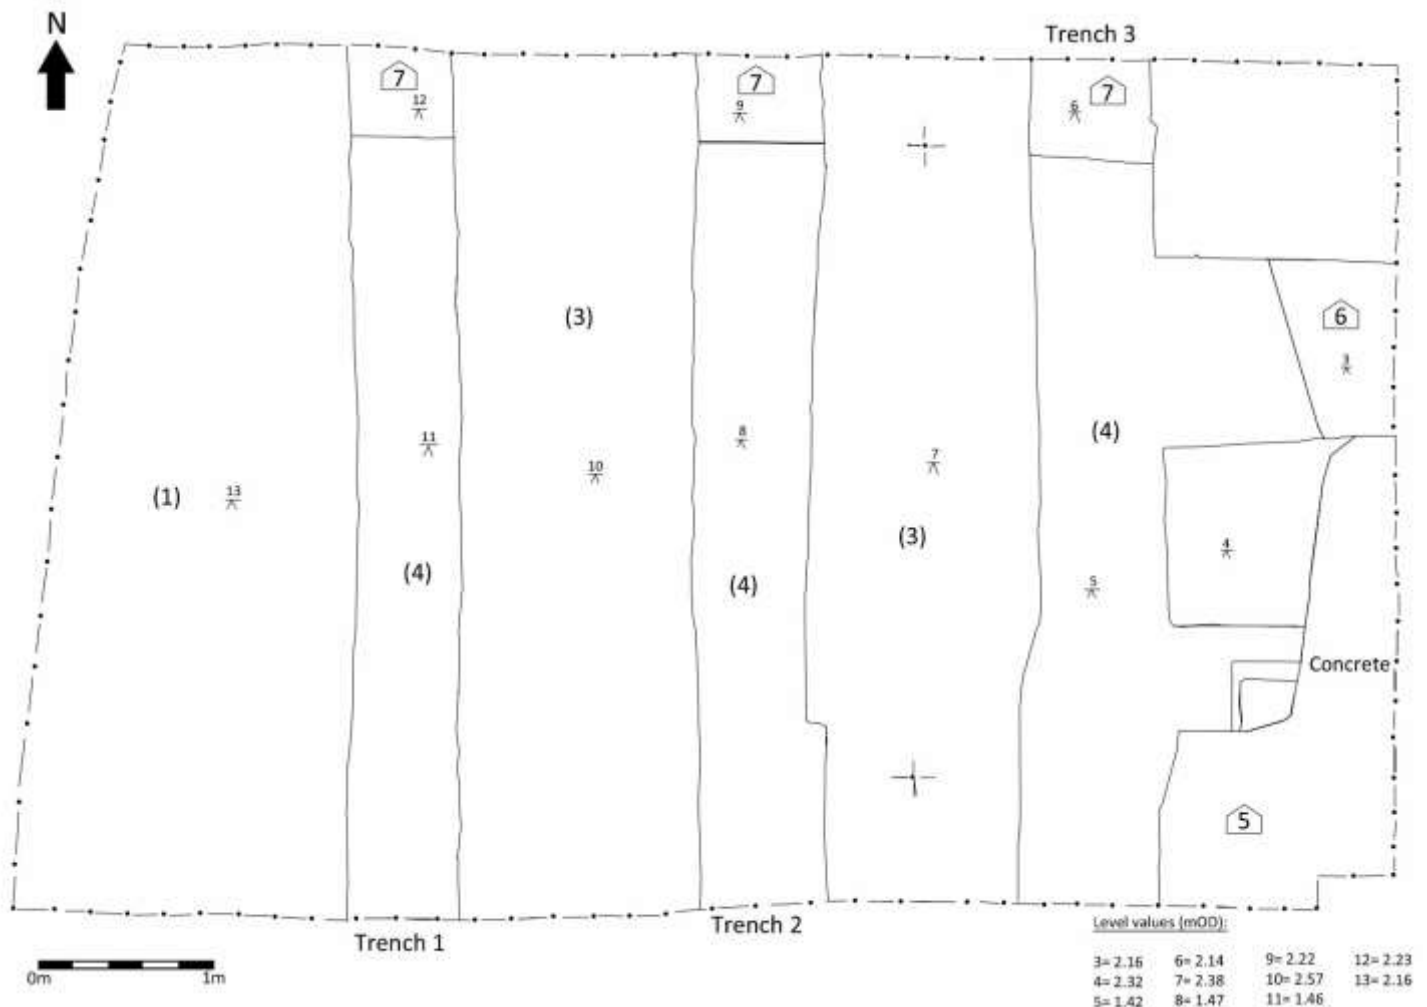 N
Trench 3
7
7
7
12
9
6
(3)
6
3
11
8
(4)
7
10
(1)
13
(3)
4
(4)
(4)
5
Concrete
5
Trench 2
Trench 1
0m 1m
Level values (mOD):
3= 2.16 6= 2.14 9= 2.22 12= 2.23
4= 2.32 7= 2.38 10= 2.57 13= 2.16
5= 1.42 8= 1.47 11= 1.46